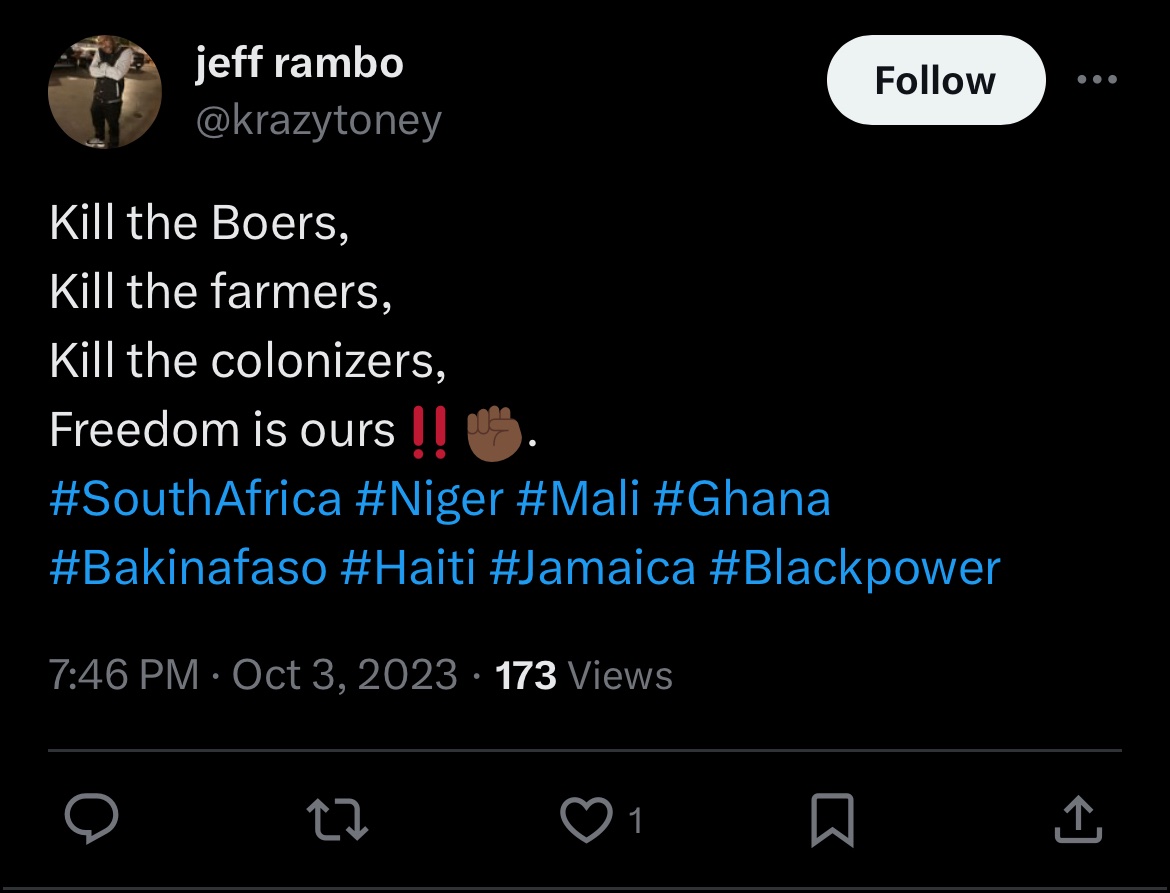 jeff rambo
Follow
@krazytoney
Kill the Boers,
Kill the farmers,
Kill the colonizers,
Freedom is ours‼️✊🏾.
#SouthAfrica #Niger #Mali #Ghana
#Bakinafaso #Haiti #Jamaica #Blackpower
7:46 PM · Oct 3, 2023 · 173 Views
1